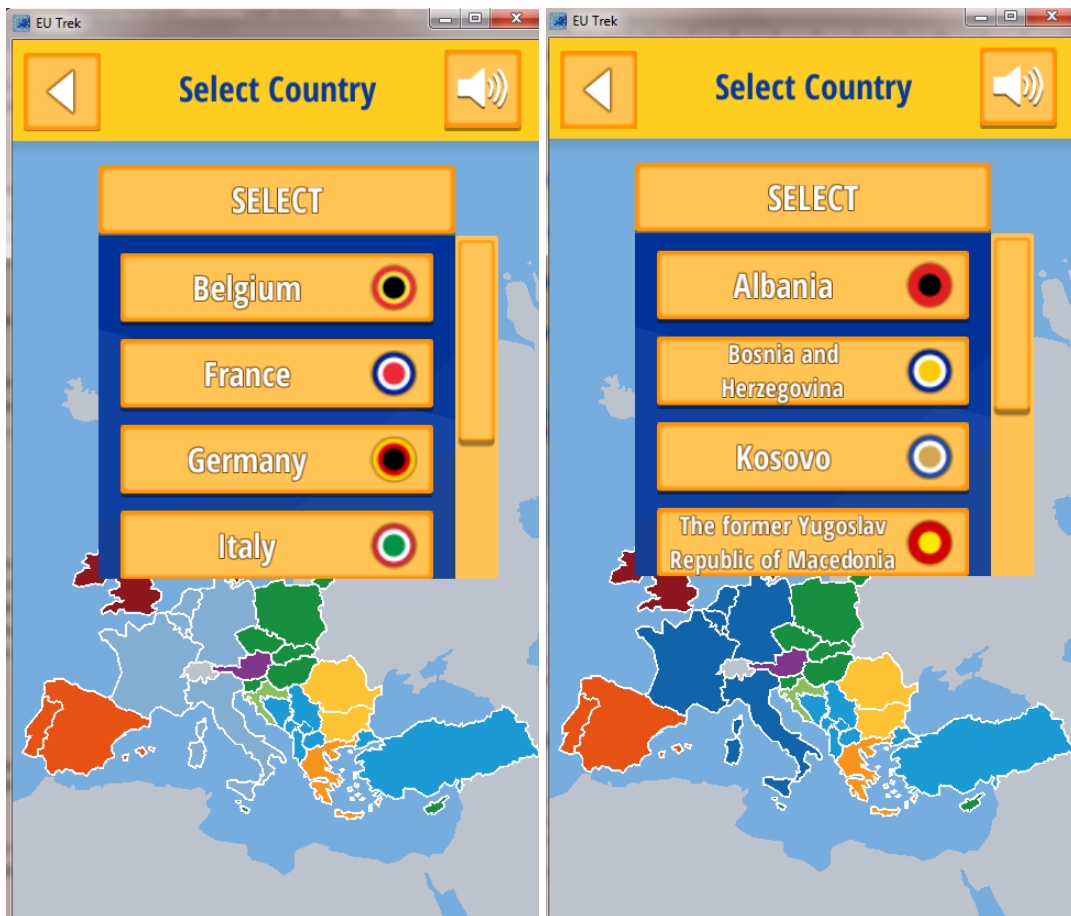 EU Trek
Select Country
SELECT
Belgium
France
Germany
Italy
EU Trek
Select Country
SELECT
Albania
Bosnia and
Herzegovina
Kosovo
The former Yugoslav
Republic of Macedonia